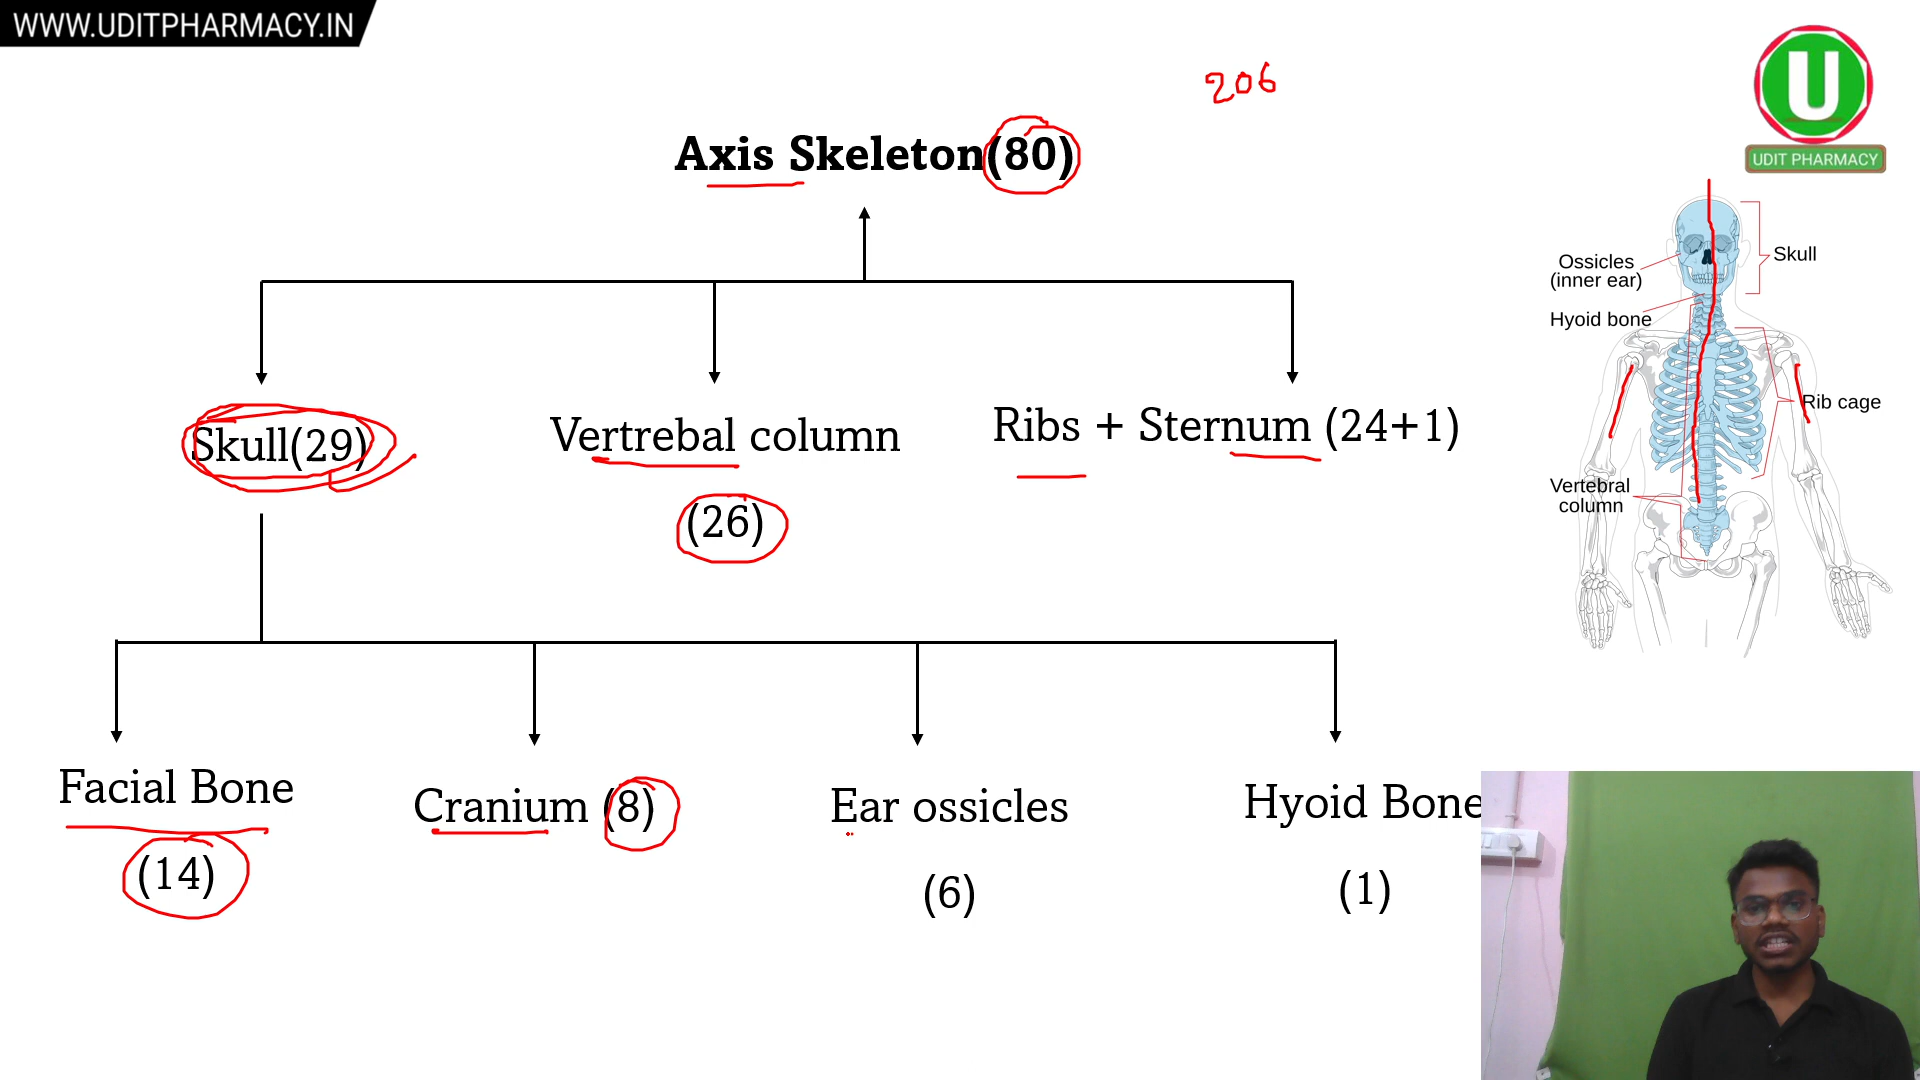 WWW.UDITPHARMACY.IN
206
U
UDIT PHARMACY
Axis Skeleton(80)
Skull
Ossicles
(inner ear)
Hyoid bone
Rib cage
Vertebral
column
Skull(29)
Vertrebal column
(26)
Ribs + Sternum (24+1)
Facial Bone
(14)
Cranium (8)
Ear ossicles
(6)
Hyoid Bone
(1)